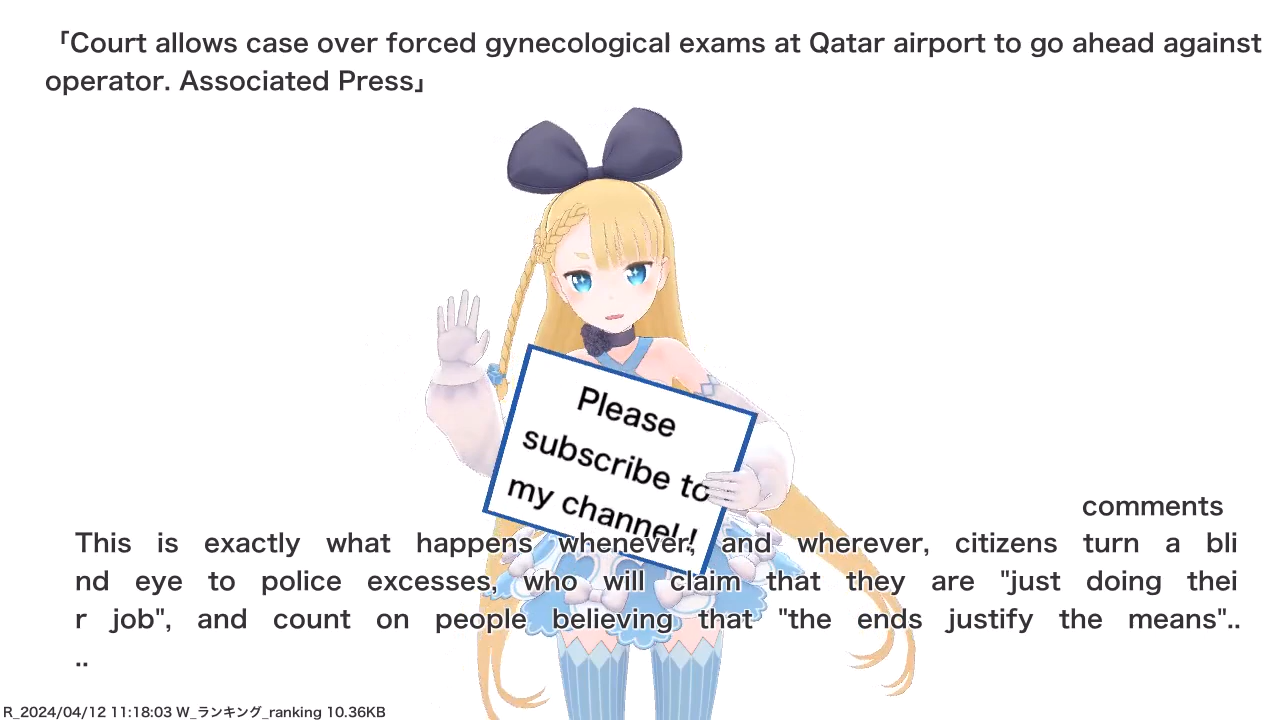 「Court allows case over forced gynecological exams at Qatar airport to go ahead against
operator. Associated Press」
Please
subscribe to
my channel!
comments
This is exactly what happens whenever, and wherever, citizens turn a bli
nd eye to police excesses, who will claim that they are "just doing thei
r job", and count on people believing that "the ends justify the means"..
..
R_2024/04/12 11:18:03 W_ランキング_ranking 10.36KB